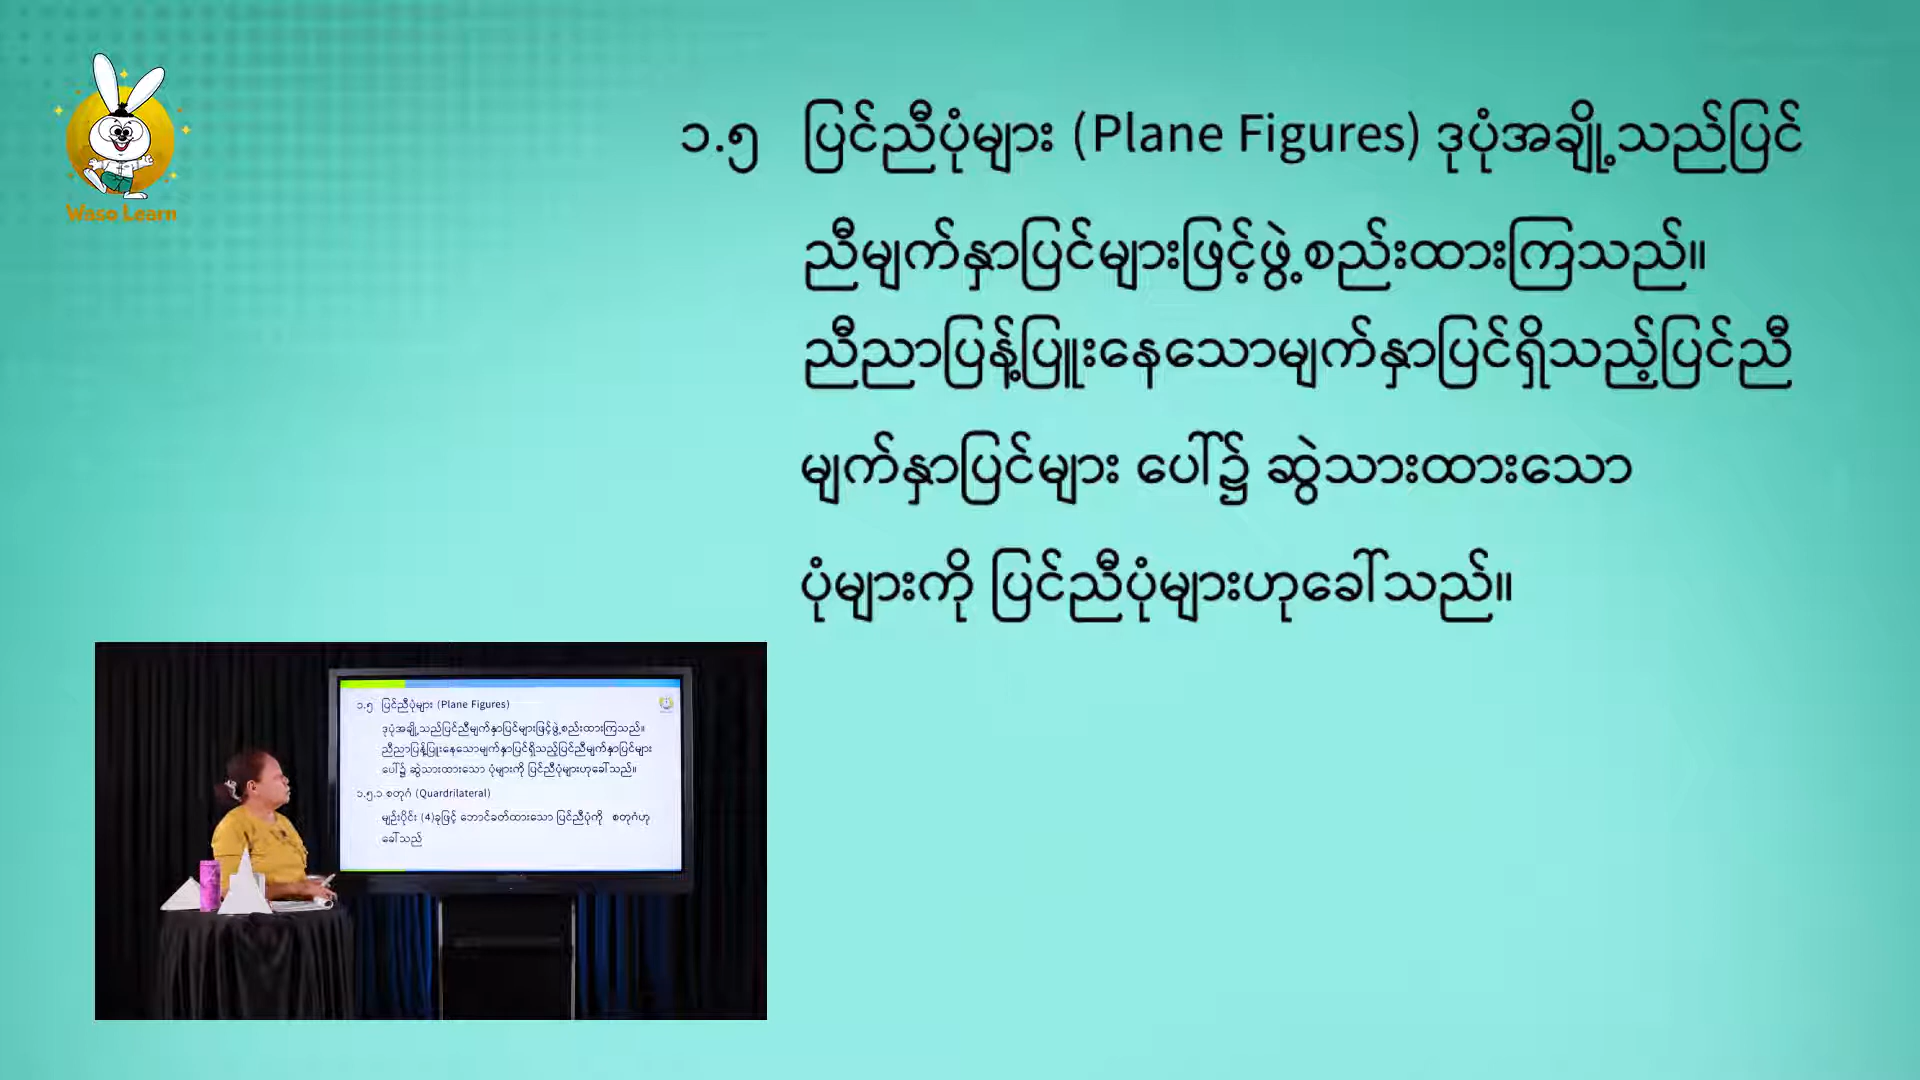 Waso Learn
၁.၅ ပြင်ညီပုံများ (Plane Figures) ဒုပုံအချို့သည်ပြင်
ညီမျက်နှာပြင်များဖြင့်ဖွဲ့စည်းထားကြသည်။
ညီညာပြန့်ပြူးနေသောမျက်နှာပြင်ရှိသည့်ပြင်ညီ
မျက်နှာပြင်များ ပေါ်၌ ဆွဲသားထားသော
ပုံများကို ပြင်ညီပုံများဟုခေါ်သည်။
၁.၅ ပြင်ညီပုံများ (Plane Figures)
ဒုပုံအချို့သည်ပြင်ညီမျက်နှာပြင်များဖြင့်ဖွဲ့စည်းထားကြသည်။
ညီညာပြန့်ပြူးနေသောမျက်နှာပြင်ရှိသည့်ပြင်ညီမျက်နှာပြင်များ
ပေါ်၌ ဆွဲသားထားသော ပုံများကို ပြင်ညီပုံများဟုခေါ်သည်။
၁.၅.၁ စတုဂံ (Quardrilateral)
မျဉ်းပိုင်း (4)ခုဖြင့် ဘောင်ခတ်ထားသော ပြင်ညီပုံကို စတုဂံဟု
ခေါ်သည်